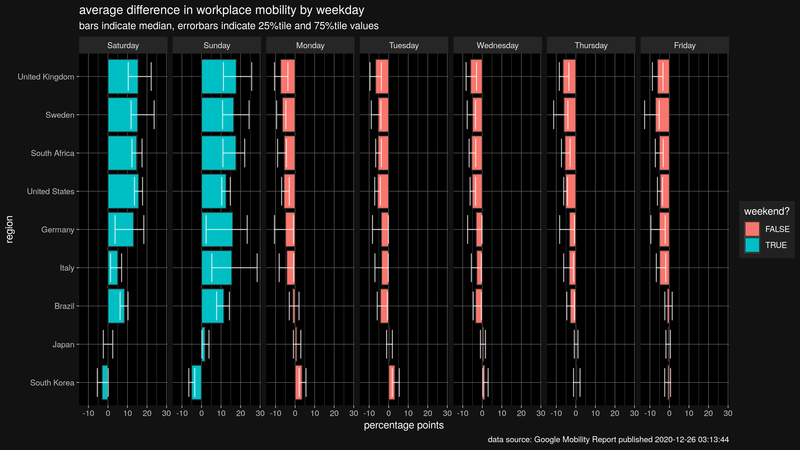 average difference in workplace mobility by weekday
bars indicate median, errorbars indicate 25%tile and 75%tile values
Saturday Sunday Monday Tuesday Wednesday Thursday Friday
United Kingdom
Sweden
South Africa
United States
Germany
Italy
Brazil
Japan
South Korea
region
weekend?
FALSE
TRUE
-10 0 10 20 30 -10 0 10 20 30 -10 0 10 20 30 -10 0 10 20 30 -10 0 10 20 30 -10 0 10 20 30 -10 0 10 20 30
percentage points
data source: Google Mobility Report published 2020-12-26 03:13:44